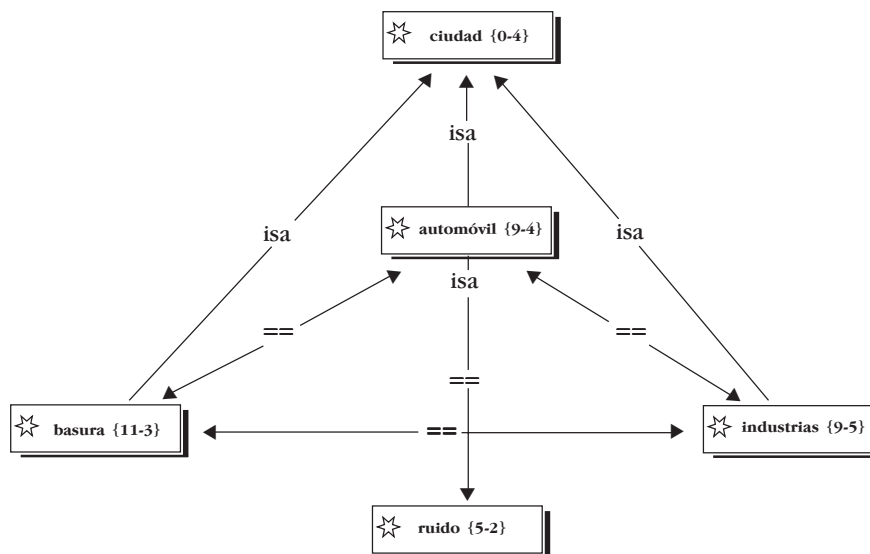 ciudad {0-4}
isa
automóvil {9-4}
isa
isa
isa
==
==
==
basura {11-3}
==
industrias {9-5}
ruido {5-2}